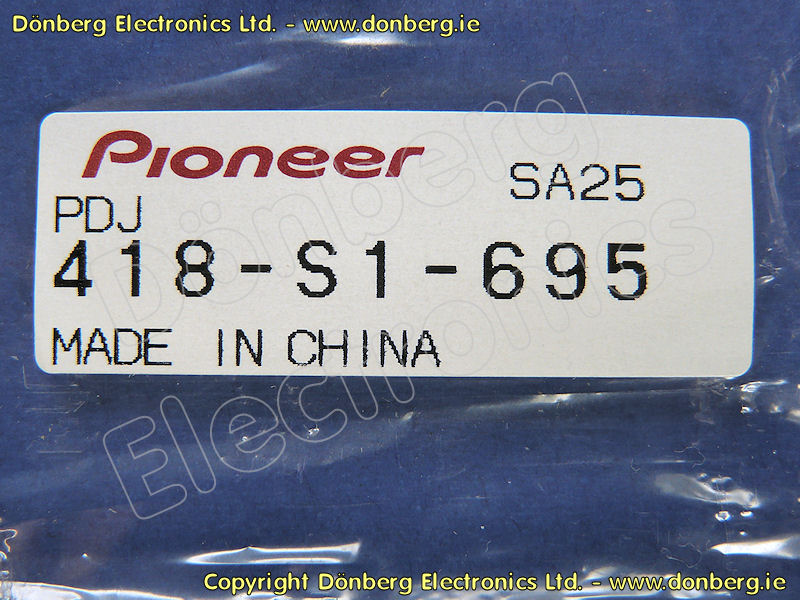 Dönberg Electronics Ltd. - www.donberg.ie
Pioneer
SA25
PDJ
418-S1-695
MADE IN CHINA
Dönberg
Electronics
Copyright Dönberg Electronics Ltd. - www.donberg.ie